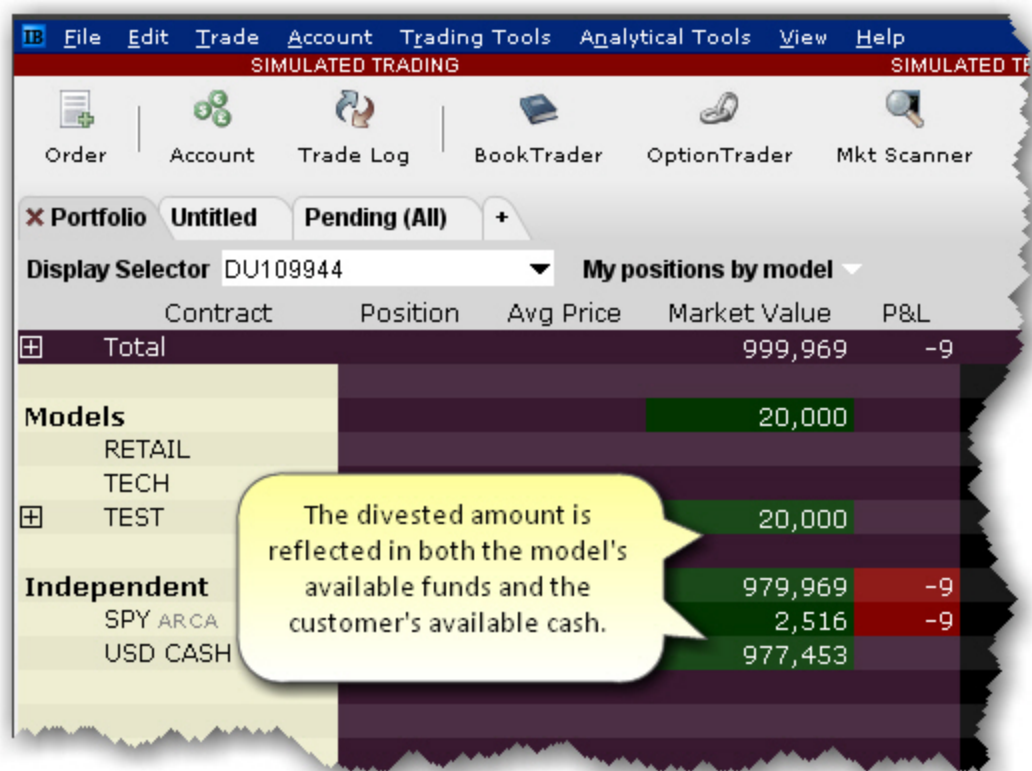 IB File Edit Trade Account Trading Tools Analytical Tools View Help
SIMULATED TRADING SIMULATED
Order Account Trade Log BookTrader OptionTrader Mkt Scanner
Portfolio Untitled Pending (All) +
Display Selector DU109944 My positions by model
Contract Position Avg Price Market Value P&L
Total 999,969 -9
Models 20,000
RETAIL
TECH
TEST 20,000
The divested amount is
reflected in both the model's
available funds and the
customer's available cash.
Independent 979,969 -9
SPY ARCA 2,516 -9
USD CASH 977,453